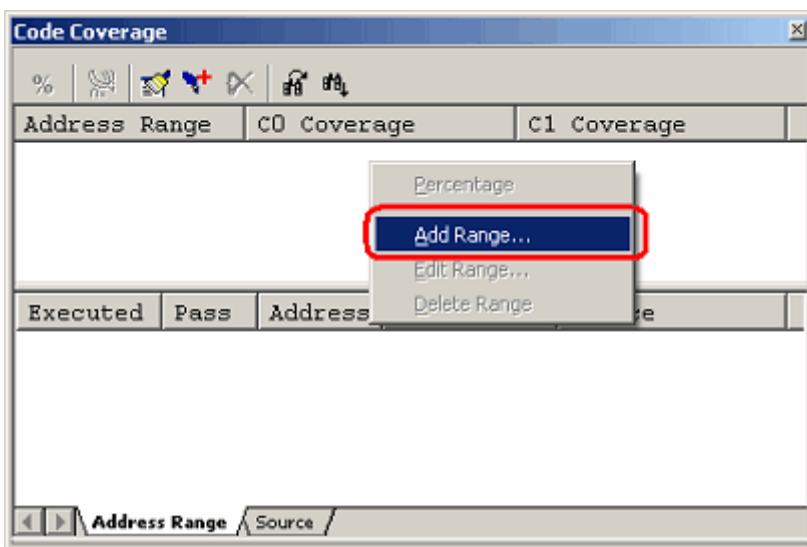 Code Coverage
%
Address Range C0 Coverage C1 Coverage
Percentage
Add Range...
Edit Range...
Delete Range
Executed Pass Address
Address Range Source